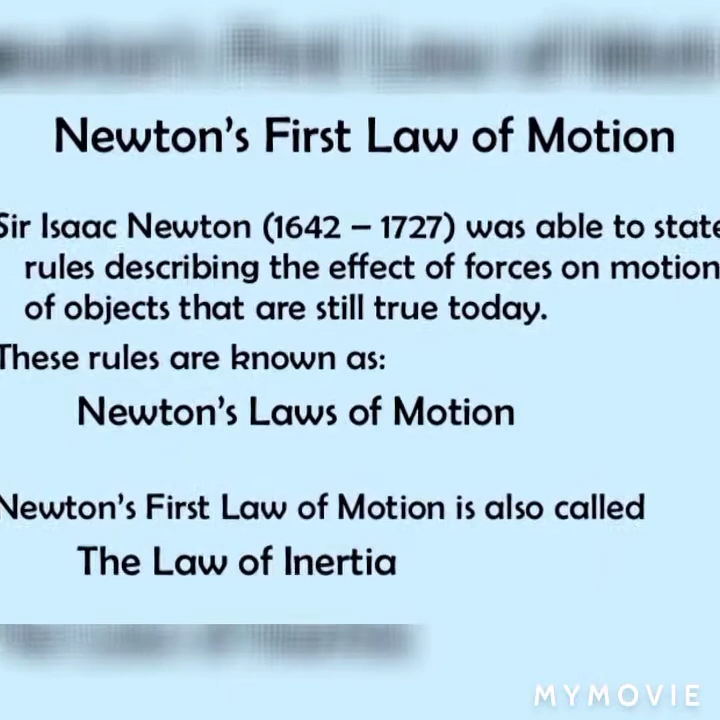 Newton's First Law of Motion
Sir Isaac Newton (1642 – 1727) was able to state
rules describing the effect of forces on motion
of objects that are still true today.
These rules are known as:
Newton's Laws of Motion
Newton's First Law of Motion is also called
The Law of Inertia
MYMOVIE